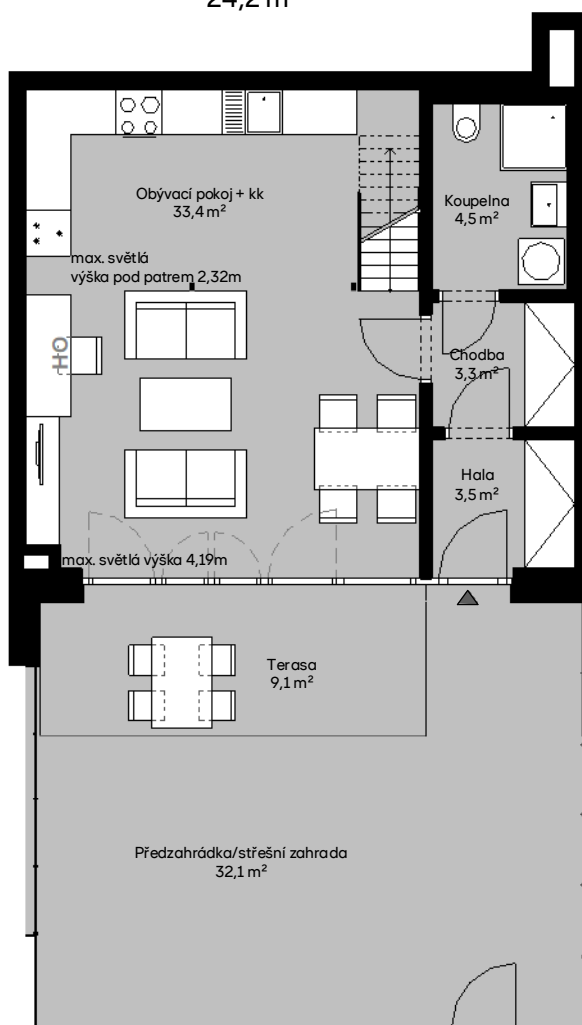 24,2 m²
Obývací pokoj + kk
33,4 m²
Koupelna
4,5 m²
max. světlá
výška pod patrem 2,32m
HO
Chodba
3,3 m²
Hala
3,5 m²
max. světlá výška 4,19m
Terasa
9,1 m²
Předzahrádka/střešní zahrada
32,1 m²